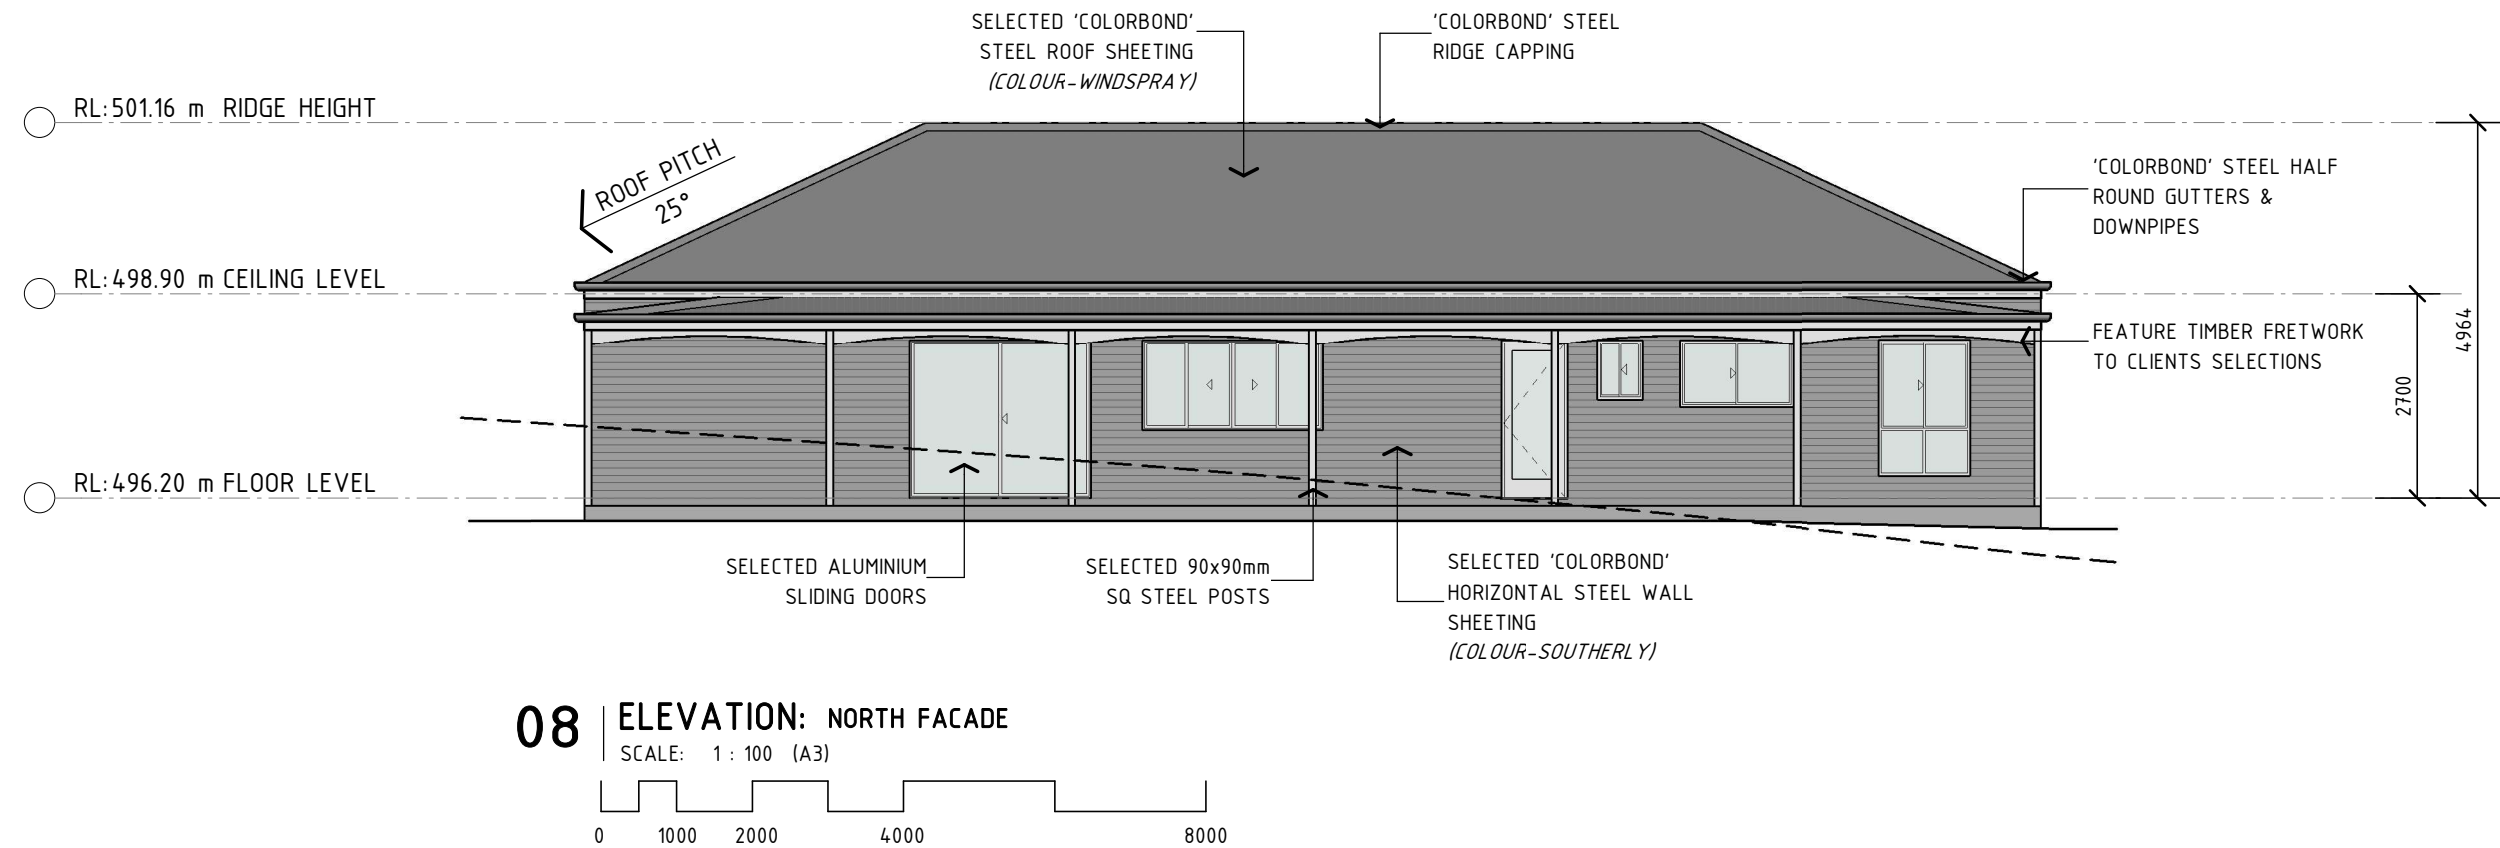 SELECTED 'COLORBOND'
STEEL ROOF SHEETING
(COLOUR-WINDSPRAY)
'COLORBOND' STEEL
RIDGE CAPPING
RL:501.16 m RIDGE HEIGHT
ROOF PITCH
25°
'COLORBOND' STEEL HALF
ROUND GUTTERS &
DOWNPIPES
RL:498.90 m CEILING LEVEL
FEATURE TIMBER FRETWORK
TO CLIENTS SELECTIONS
4964
2700
RL:496.20 m FLOOR LEVEL
SELECTED ALUMINIUM
SLIDING DOORS
SELECTED 90x90mm
SQ STEEL POSTS
SELECTED 'COLORBOND'
HORIZONTAL STEEL WALL
SHEETING
(COLOUR-SOUTHERLY)
08
ELEVATION: NORTH FACADE
SCALE: 1 : 100 (A3)
0 1000 2000 4000 8000